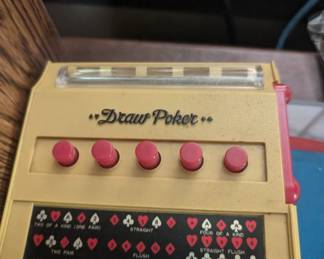 Draw Poker
TWO OF A KIND (ONE PAIR)
STRAIGHT
FOUR OF A KIND
TWO PAIR
FLUSH
STRAIGHT FLUSH